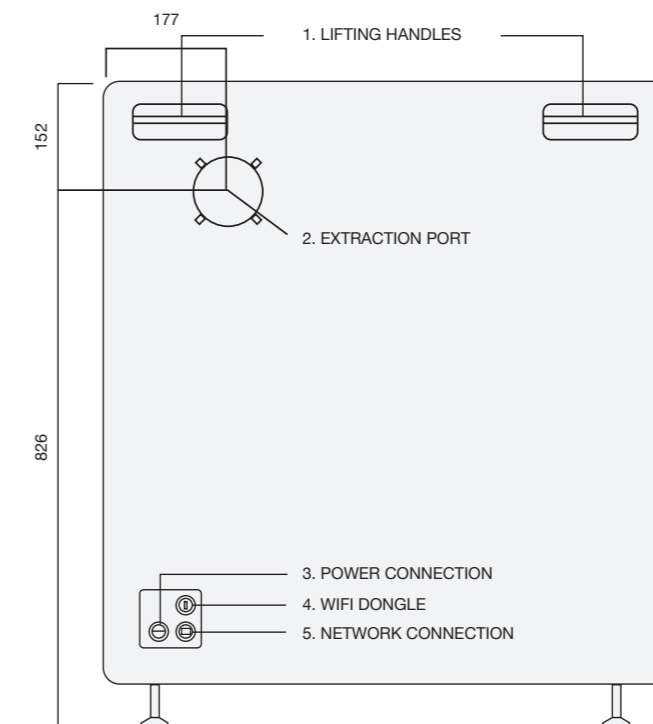 177
1. LIFTING HANDLES
152
2. EXTRACTION PORT
826
3. POWER CONNECTION
4. WIFI DONGLE
5. NETWORK CONNECTION